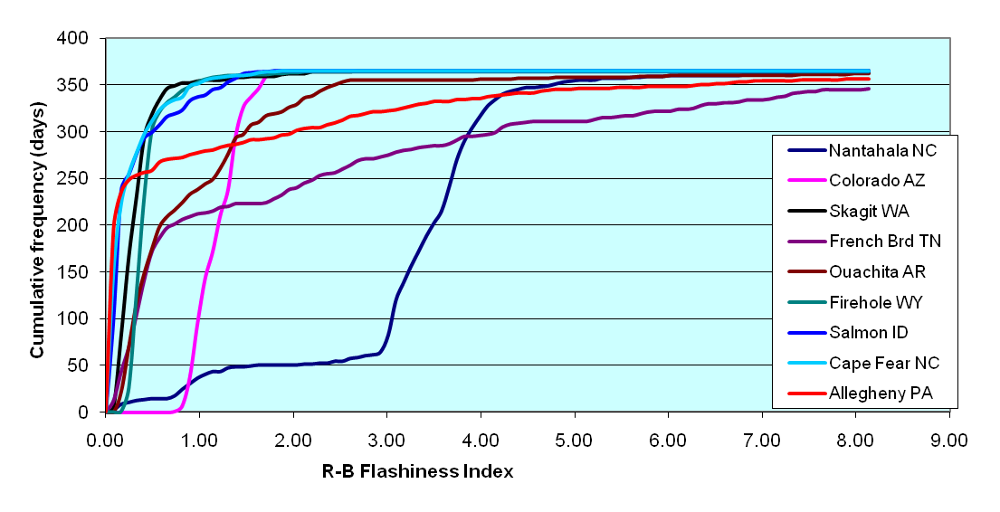 400
350
300
250
200
150
100
50
0
Cumulative frequency (days)
Nantahala NC
Colorado AZ
Skagit WA
French Brd TN
Ouachita AR
Firehole WY
Salmon ID
Cape Fear NC
Allegheny PA
0.00 1.00 2.00 3.00 4.00 5.00 6.00 7.00 8.00 9.00
R-B Flashiness Index